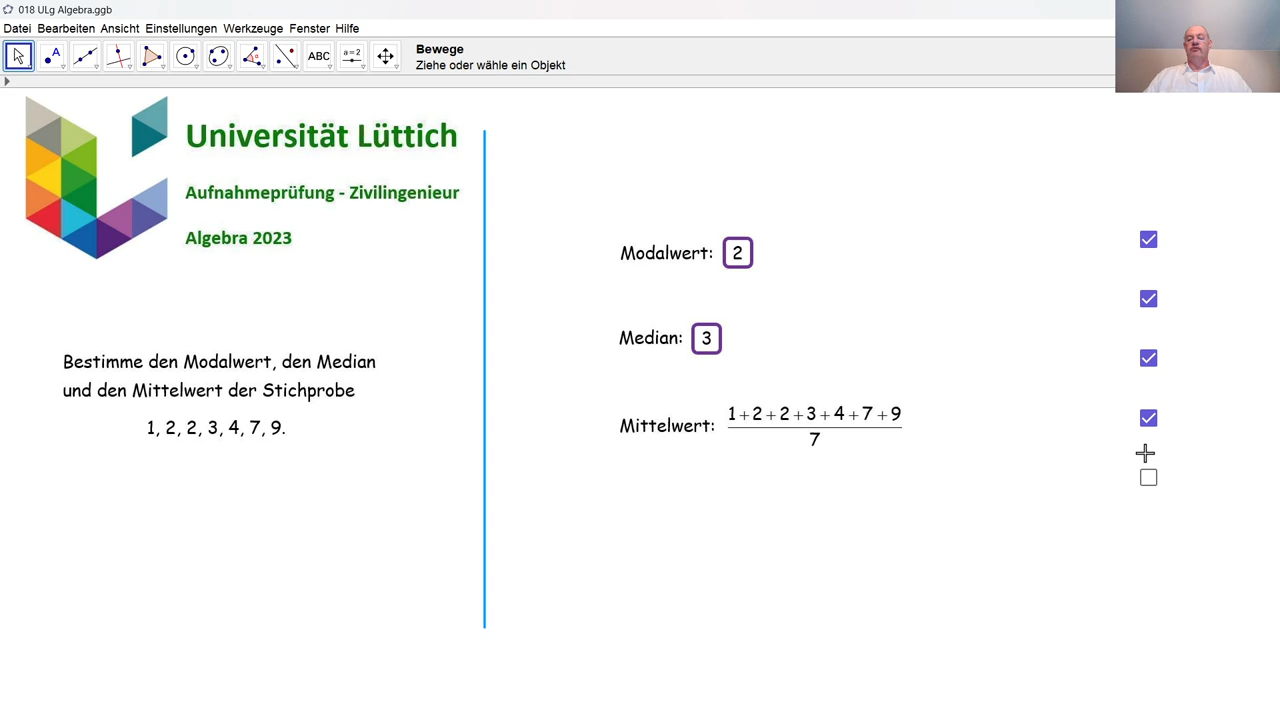 018 ULg Algebra.ggb
Datei Bearbeiten Ansicht Einstellungen Werkzeuge Fenster Hilfe
A
ABC
a=2
Bewege
Ziehe oder wähle ein Objekt
Universität Lüttich
Aufnahmeprüfung - Zivilingenieur
Algebra 2023
Bestimme den Modalwert, den Median
und den Mittelwert der Stichprobe
1, 2, 2, 3, 4, 7, 9.
Modalwert: 2
Median: 3
Mittelwert: 1+2+2+3+4+7+9
7